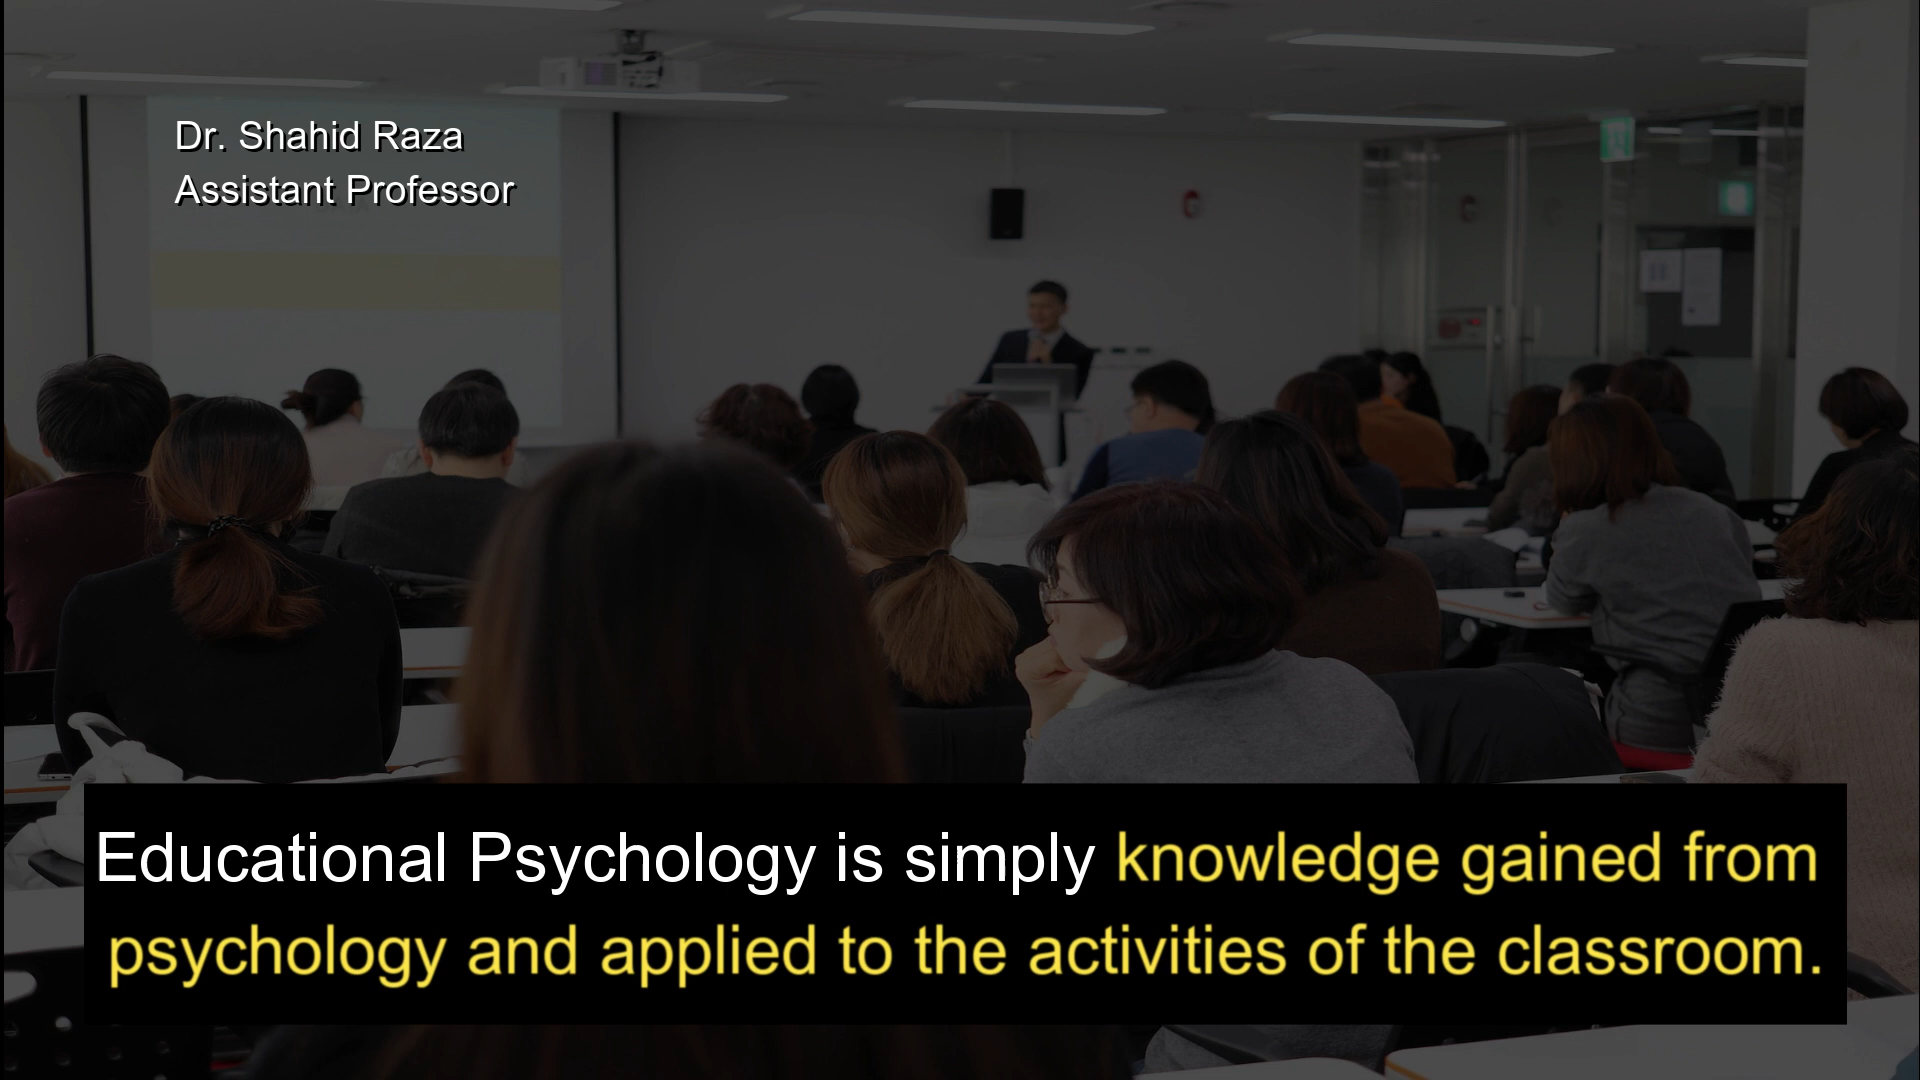 Dr. Shahid Raza
Assistant Professor
Educational Psychology is simply knowledge gained from
psychology and applied to the activities of the classroom.